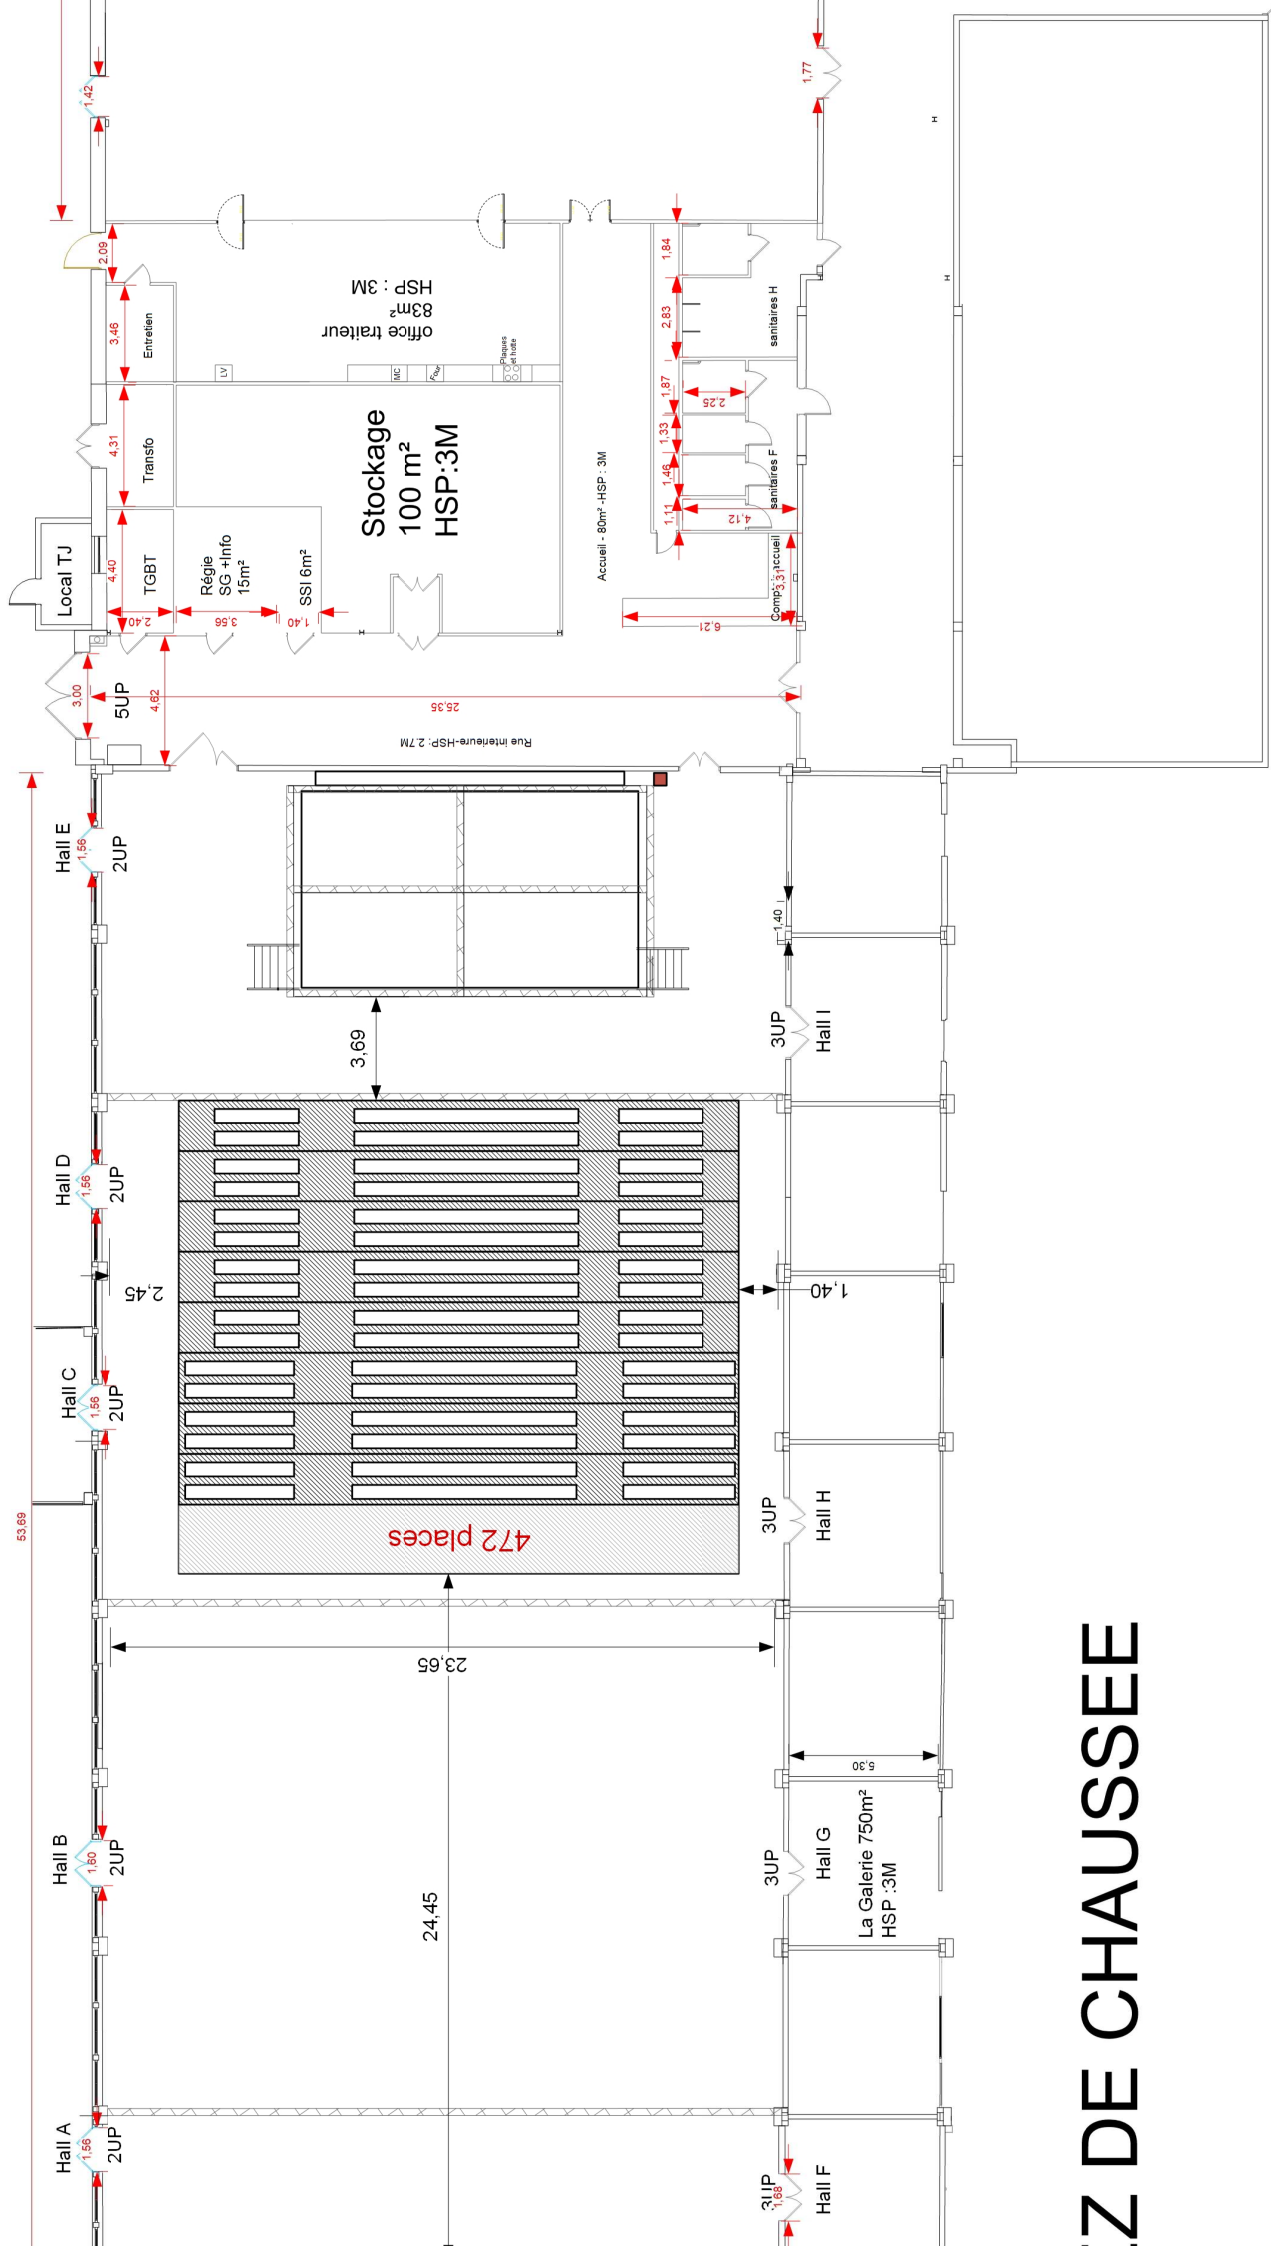 1,42
1,77
2.09
3,46
Entretien
office traiteur
83m²
HSP : 3M
LV
MC
Four
Plaques
et hotte
1,84
2,83
sanitaires H
1,87
2,25
1,33
1,46
1,11
sanitaires F
4,12
4,31
Transfo
Stockage
100 m²
HSP:3M
Accueil - 80m² -HSP : 3M
Local TJ
4,40
TGBT
Régie
SG +Info
15m²
SSI 6m²
2,40
3,56
1,40
accueil
3,31
6,21
3,00
5UP
4,62
25,35
Rue interieure-HSP: 2.7M
Hall E
1,56
2UP
1,40
3,69
3UP
Hall I
Hall D
1,56
2UP
2,45
1,40
Hall C
1,56
2UP
53,69
472 places
3UP
Hall H
23,65
5,30
Hall B
1,60
2UP
24,45
3UP
Hall G
La Galerie 750m²
HSP :3M
Hall A
1,56
2UP
3UP
1,68
Hall F
Z DE CHAUSSEE